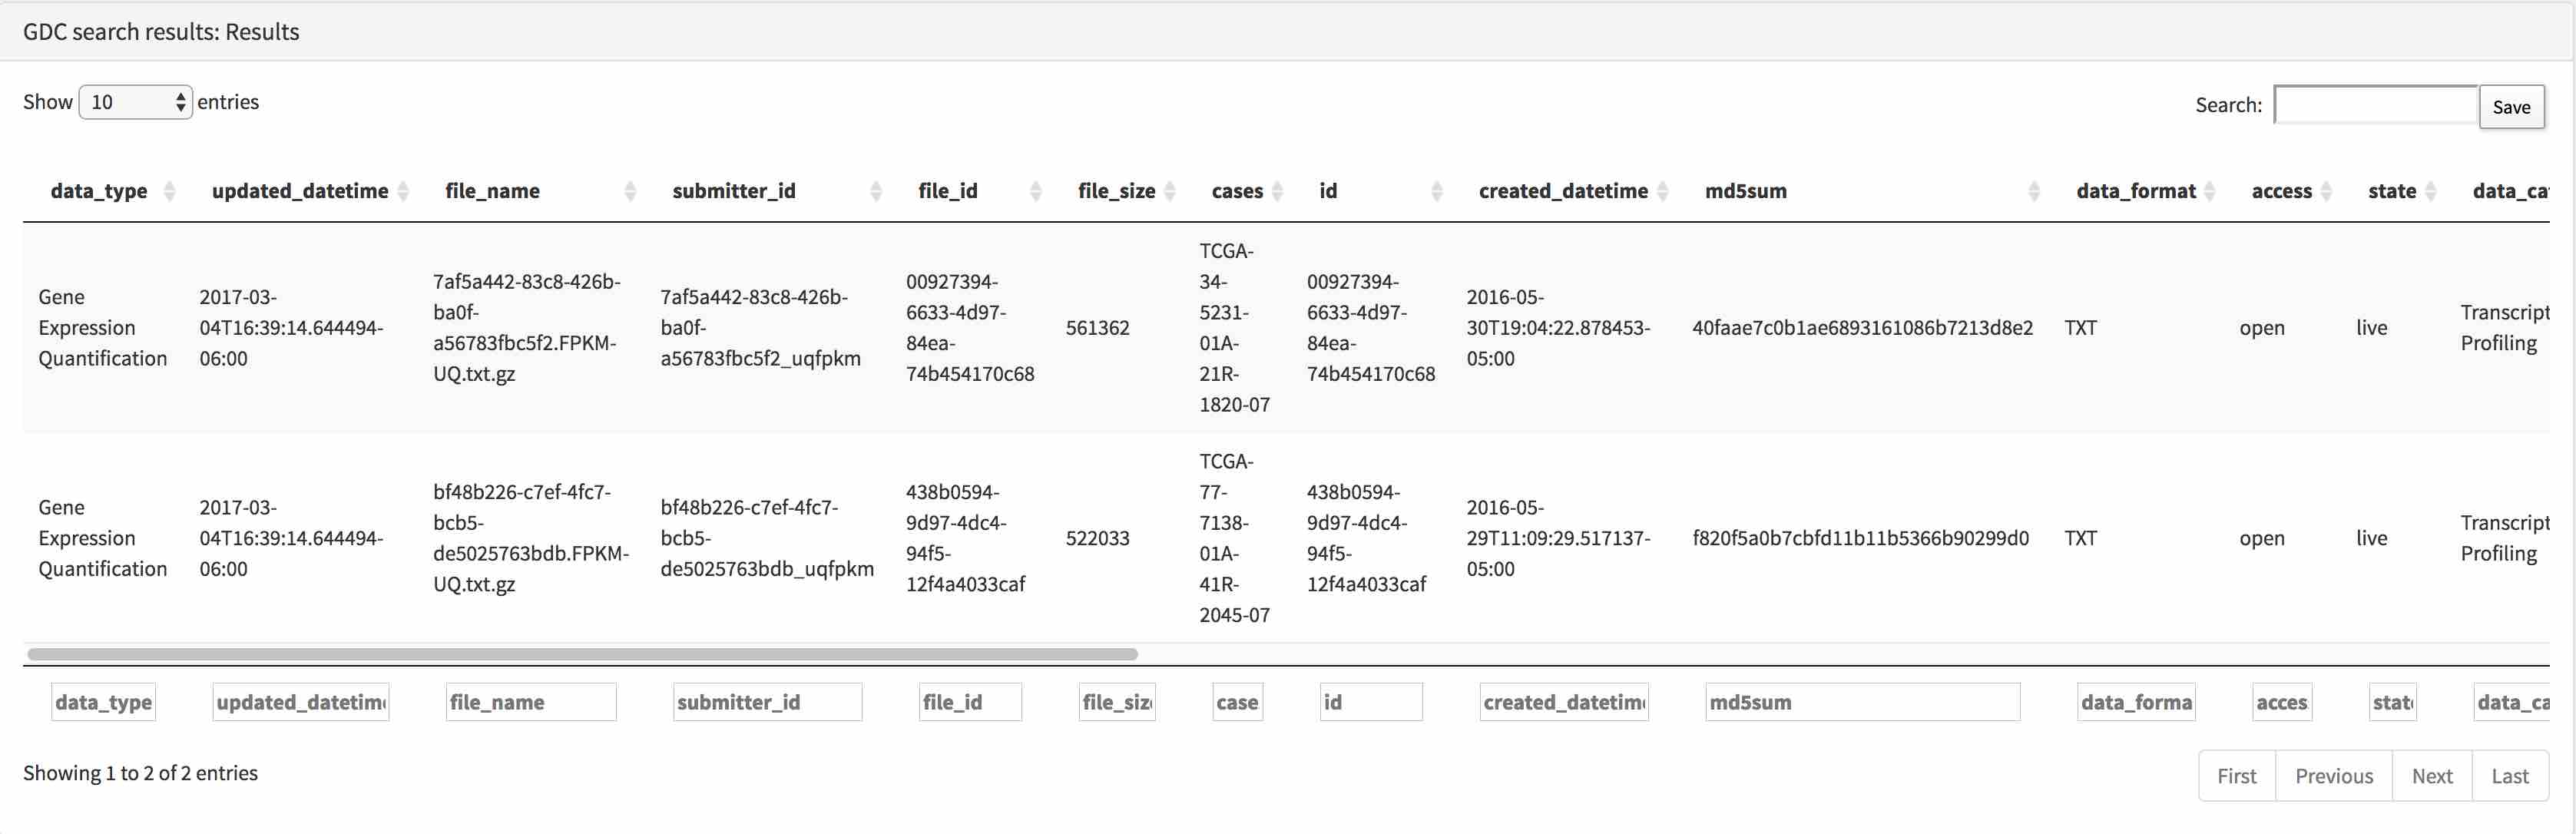 GDC search results: Results
Show 10 entries
Search: Save
data_type updated_datetime file_name submitter_id file_id file_size cases id created_datetime md5sum data_format access state data_ca
Gene
Expression
Quantification
2017-03-
04T16:39:14.644494-
06:00
7af5a442-83c8-426b-
ba0f-
a56783fbc5f2.FPKM-
UQ.txt.gz
7af5a442-83c8-426b-
ba0f-
a56783fbc5f2_uqfpkm
00927394-
6633-4d97-
84ea-
74b454170c68
561362
TCGA-
34-
5231-
01A-
21R-
1820-07
00927394-
6633-4d97-
84ea-
74b454170c68
2016-05-
30T19:04:22.878453-
05:00
40faae7c0b1ae6893161086b7213d8e2
TXT
open
live
Transcript
Profiling
Gene
Expression
Quantification
2017-03-
04T16:39:14.644494-
06:00
bf48b226-c7ef-4fc7-
bcb5-
de5025763bdb.FPKM-
UQ.txt.gz
bf48b226-c7ef-4fc7-
bcb5-
de5025763bdb_uqfpkm
438b0594-
9d97-4dc4-
94f5-
12f4a4033caf
522033
TCGA-
77-
7138-
01A-
41R-
2045-07
438b0594-
9d97-4dc4-
94f5-
12f4a4033caf
2016-05-
29T11:09:29.517137-
05:00
f820f5a0b7cbfd11b11b5366b90299d0
TXT
open
live
Transcript
Profiling
data_type updated_datetim file_name submitter_id file_id file_siz case id created_datetim md5sum data_forma acces stat data_ca
Showing 1 to 2 of 2 entries
First Previous Next Last